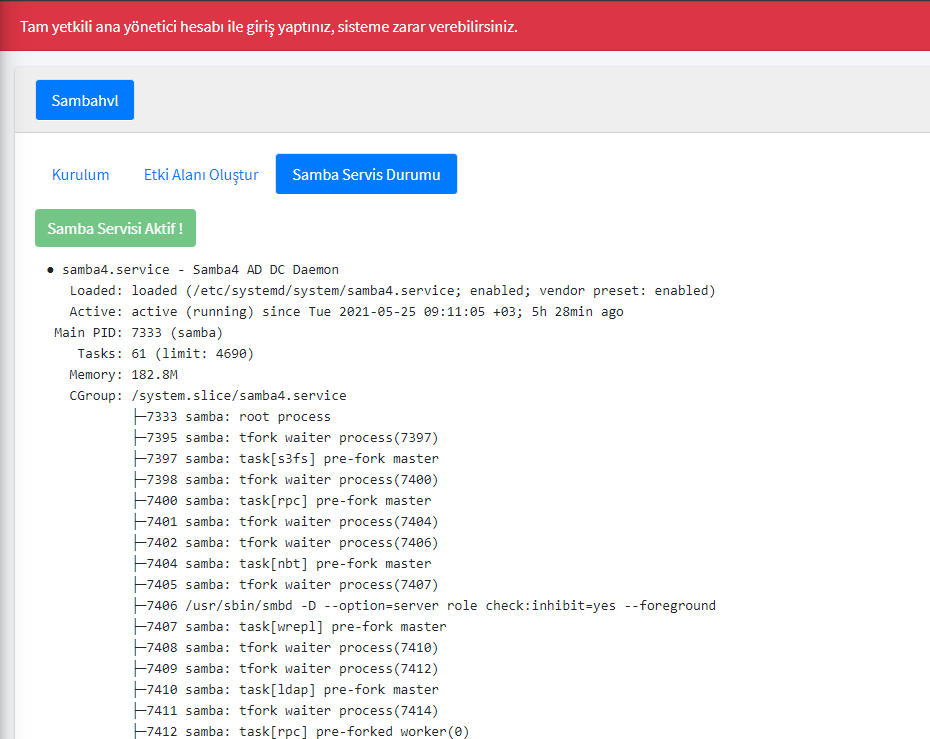 Tam yetkili ana yönetici hesabı ile giriş yaptınız, sisteme zarar verebilirsiniz.
Sambahvl
Kurulum Etki Alanı Oluştur Samba Servis Durumu
Samba Servisi Aktif !
● samba4.service - Samba4 AD DC Daemon
Loaded: loaded (/etc/systemd/system/samba4.service; enabled; vendor preset: enabled)
Active: active (running) since Tue 2021-05-25 09:11:05 +03; 5h 28min ago
Main PID: 7333 (samba)
Tasks: 61 (limit: 4690)
Memory: 182.8M
CGroup: /system.slice/samba4.service
├─7333 samba: root process
├─7395 samba: tfork waiter process(7397)
├─7397 samba: task[s3fs] pre-fork master
├─7398 samba: tfork waiter process(7400)
├─7400 samba: task[rpc] pre-fork master
├─7401 samba: tfork waiter process(7404)
├─7402 samba: tfork waiter process(7406)
├─7404 samba: task[nbt] pre-fork master
├─7405 samba: tfork waiter process(7407)
├─7406 /usr/sbin/smbd -D --option=server role check:inhibit=yes --foreground
├─7407 samba: task[wrepl] pre-fork master
├─7408 samba: tfork waiter process(7410)
├─7409 samba: tfork waiter process(7412)
├─7410 samba: task[ldap] pre-fork master
├─7411 samba: tfork waiter process(7414)
├─7412 samba: task[rpc] pre-forked worker(0)